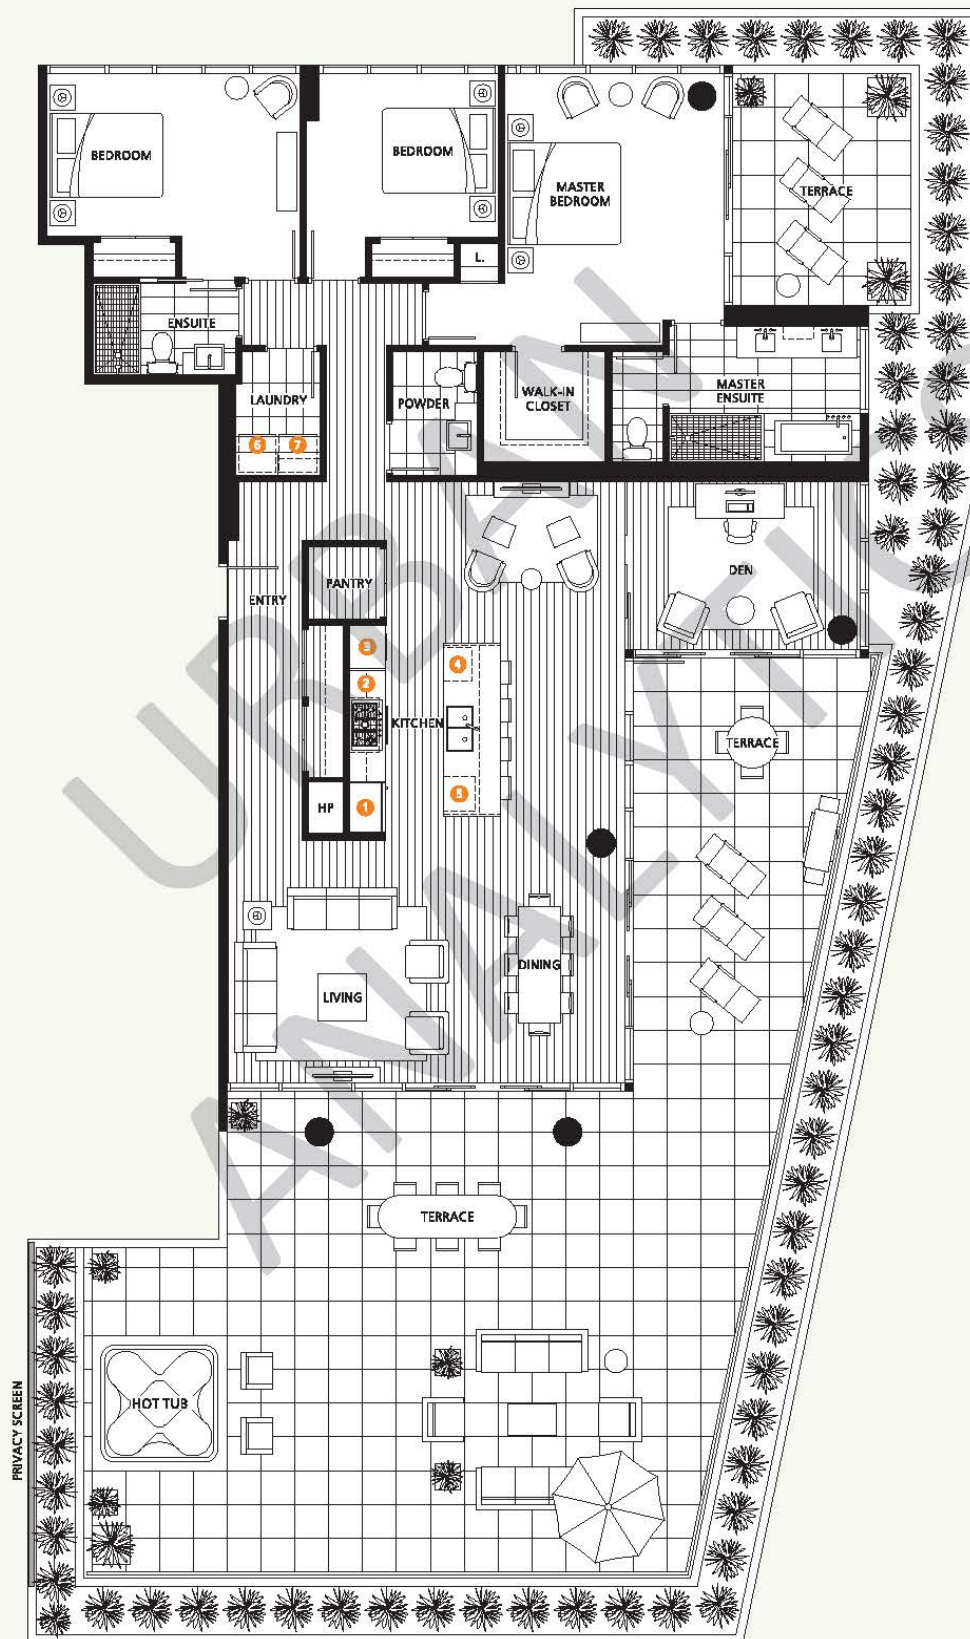 BEDROOM
BEDROOM
MASTER
BEDROOM
TERRACE
L.
ENSUITE
LAUNDRY
6
7
POWDER
WALK-IN
CLOSET
MASTER
ENSUITE
ENTRY
PANTRY
DEN
3
4
2
KITCHEN
TERRACE
HP
1
5
DINING
LIVING
TERRACE
HOT TUB
PRIVACY SCREEN
URBAN
ANALYTICS